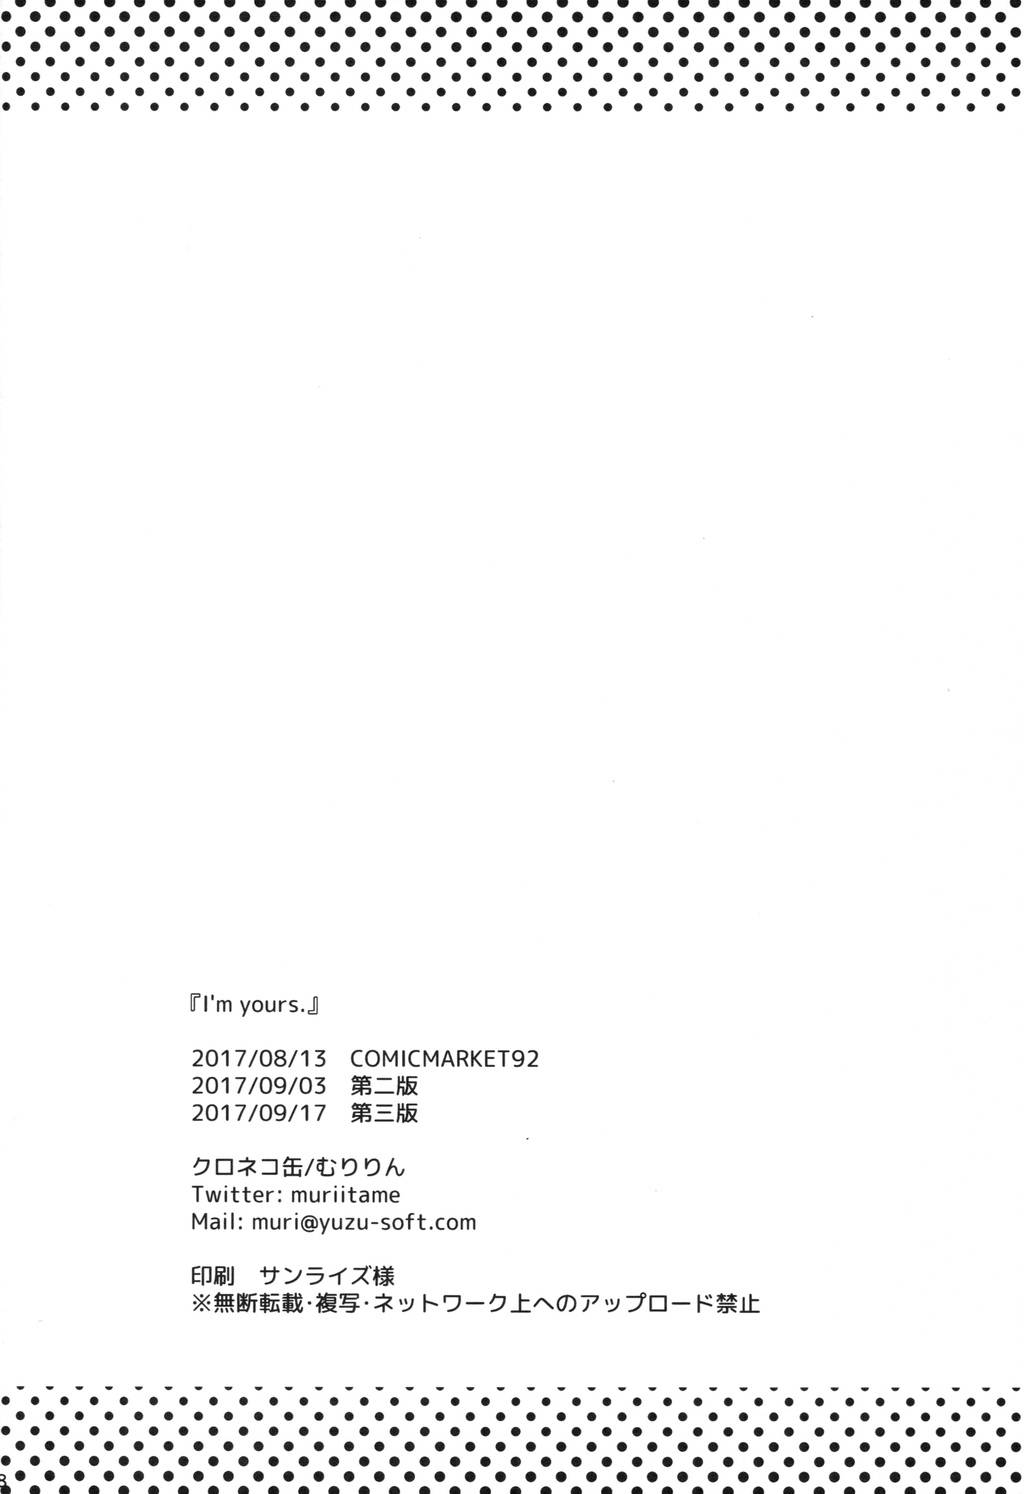 『I'm yours.』
2017/08/13　COMICMARKET92
2017/09/03　第二版
2017/09/17　第三版
クロネコ缶/むりりん
Twitter: muriitame
Mail: muri@yuzu-soft.com
印刷　サンライズ様
※無断転載・複写・ネットワーク上へのアップロード禁止